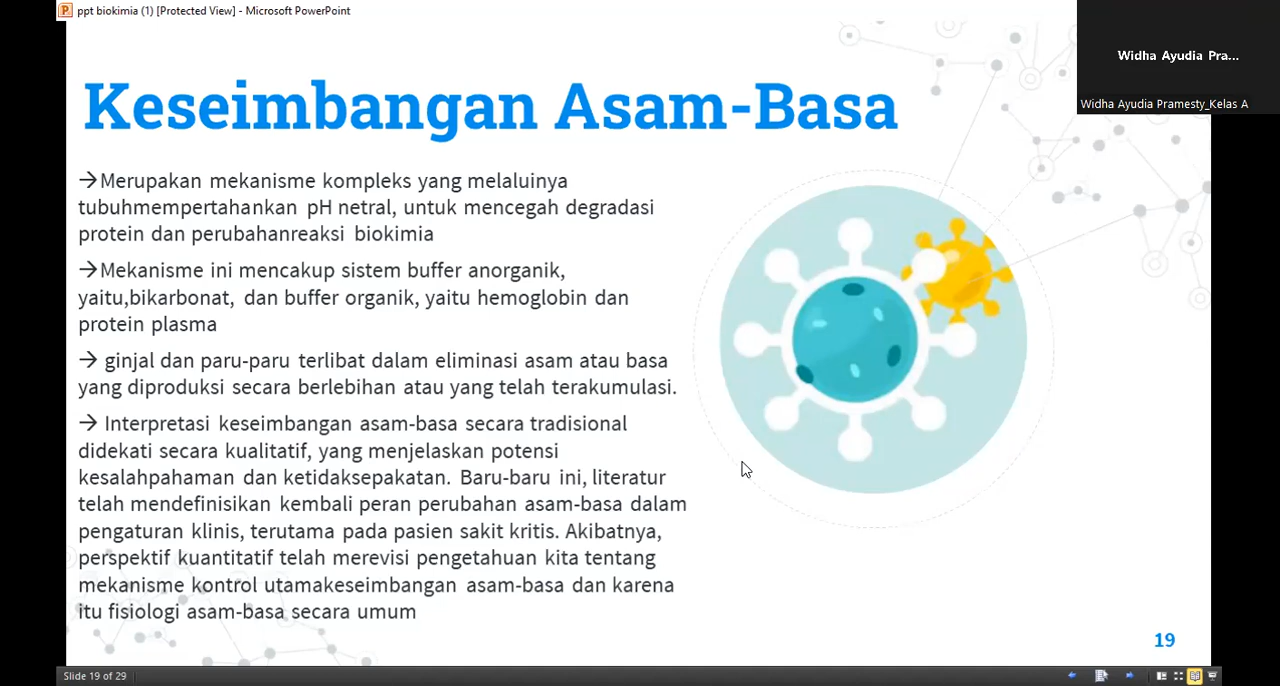 ppt biokimia (1) [Protected View] - Microsoft PowerPoint
Widha Ayudia Pra...
Widha Ayudia Pramesty_Kelas A
Keseimbangan Asam-Basa
→Merupakan mekanisme kompleks yang melaluinya
tubuhmempertahankan pH netral, untuk mencegah degradasi
protein dan perubahanreaksi biokimia
→Mekanisme ini mencakup sistem buffer anorganik,
yaitu,bikarbonat, dan buffer organik, yaitu hemoglobin dan
protein plasma
→ ginjal dan paru-paru terlibat dalam eliminasi asam atau basa
yang diproduksi secara berlebihan atau yang telah terakumulasi.
→ Interpretasi keseimbangan asam-basa secara tradisional
didekati secara kualitatif, yang menjelaskan potensi
kesalahpahaman dan ketidaksepakatan. Baru-baru ini, literatur
telah mendefinisikan kembali peran perubahan asam-basa dalam
pengaturan klinis, terutama pada pasien sakit kritis. Akibatnya,
perspektif kuantitatif telah merevisi pengetahuan kita tentang
mekanisme kontrol utamakeseimbangan asam-basa dan karena
itu fisiologi asam-basa secara umum
19
Slide 19 of 29